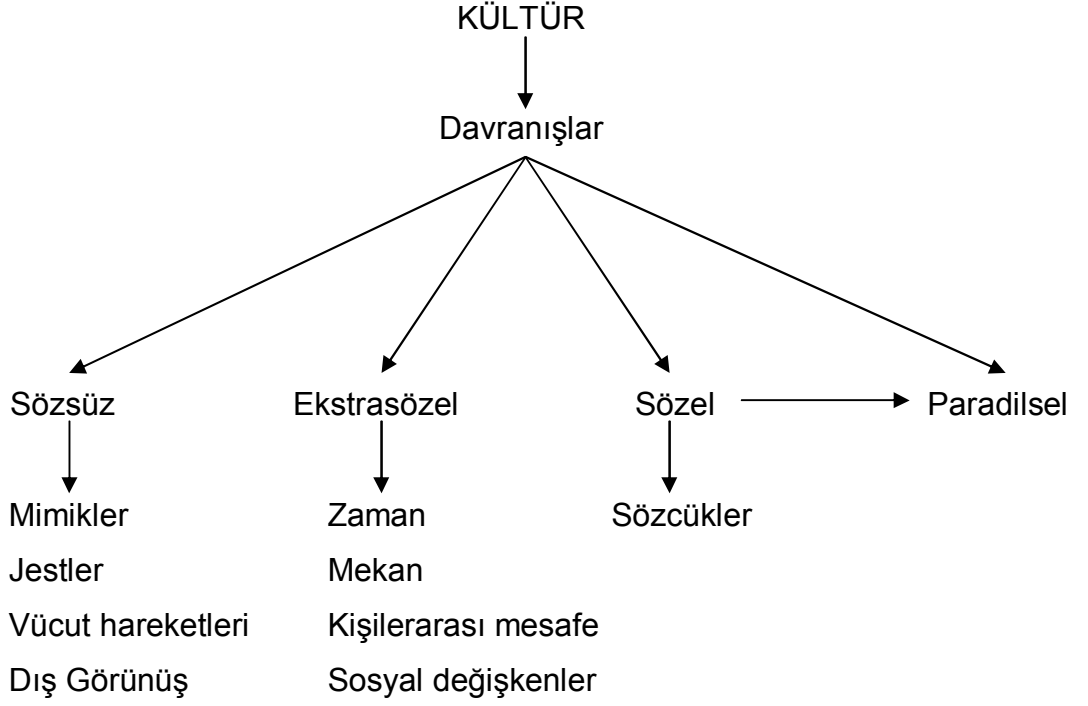 KÜLTÜR
Davranışlar
Sözsüz Ekstrasözel Sözel Paradilsel
Mimikler Zaman Sözcükler
Jestler Mekan
Vücut hareketleri Kişilerarası mesafe
Dış Görünüş Sosyal değişkenler